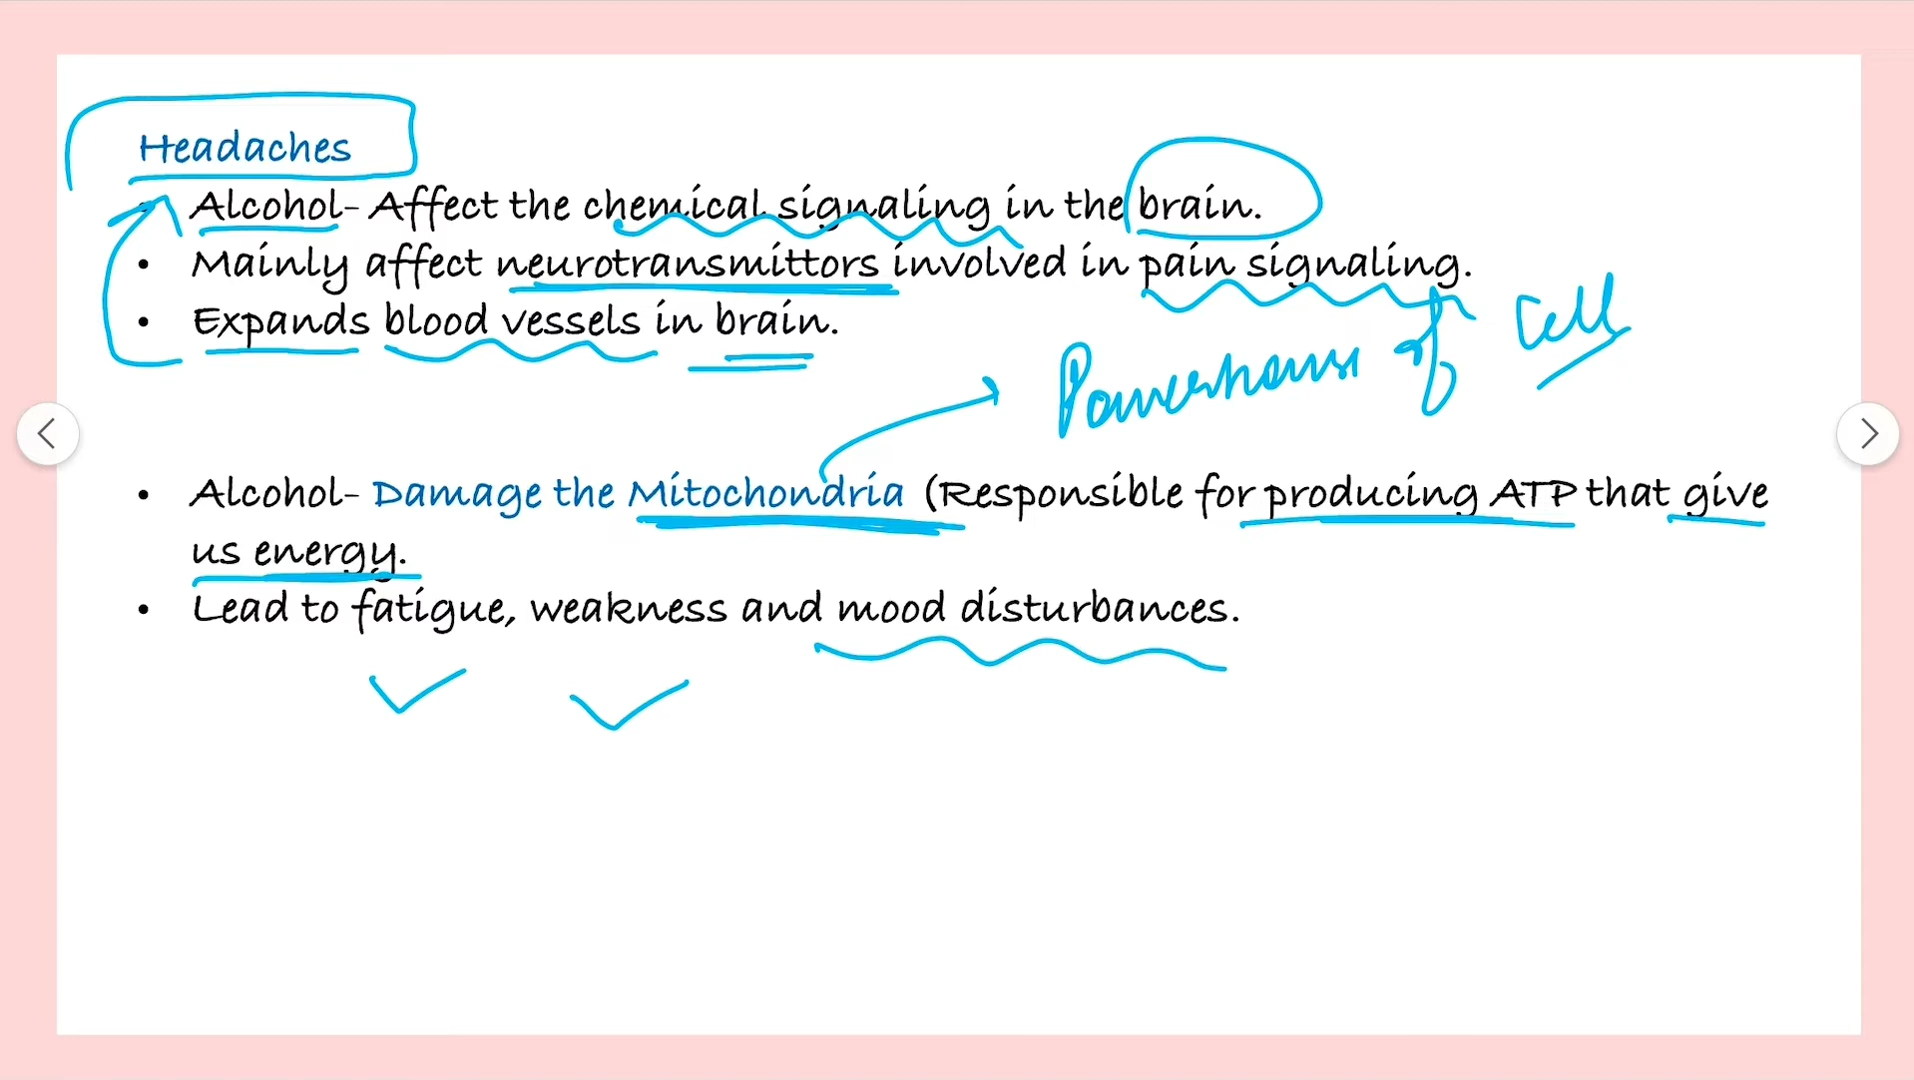 Headaches
• Alcohol- Affect the chemical signaling in the brain.
• Mainly affect neurotransmittors involved in pain signaling.
• Expands blood vessels in brain.
Powerhouse of Cell
• Alcohol- Damage the Mitochondria (Responsible for producing ATP that give
us energy.
• Lead to fatigue, weakness and mood disturbances.